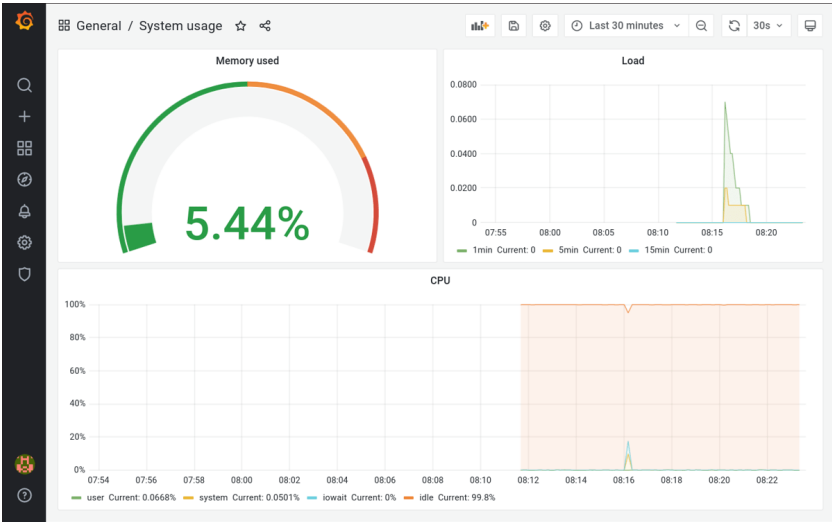 General / System usage
Last 30 minutes
30s
Memory used
5.44%
Load
0.0800
0.0600
0.0400
0.0200
0
07:55 08:00 08:05 08:10 08:15 08:20
1min Current: 0 5min Current: 0 15min Current: 0
CPU
100%
80%
60%
40%
20%
0%
07:54 07:56 07:58 08:00 08:02 08:04 08:06 08:08 08:10 08:12 08:14 08:16 08:18 08:20 08:22
user Current: 0.0668% system Current: 0.0501% iowait Current: 0% idle Current: 99.8%